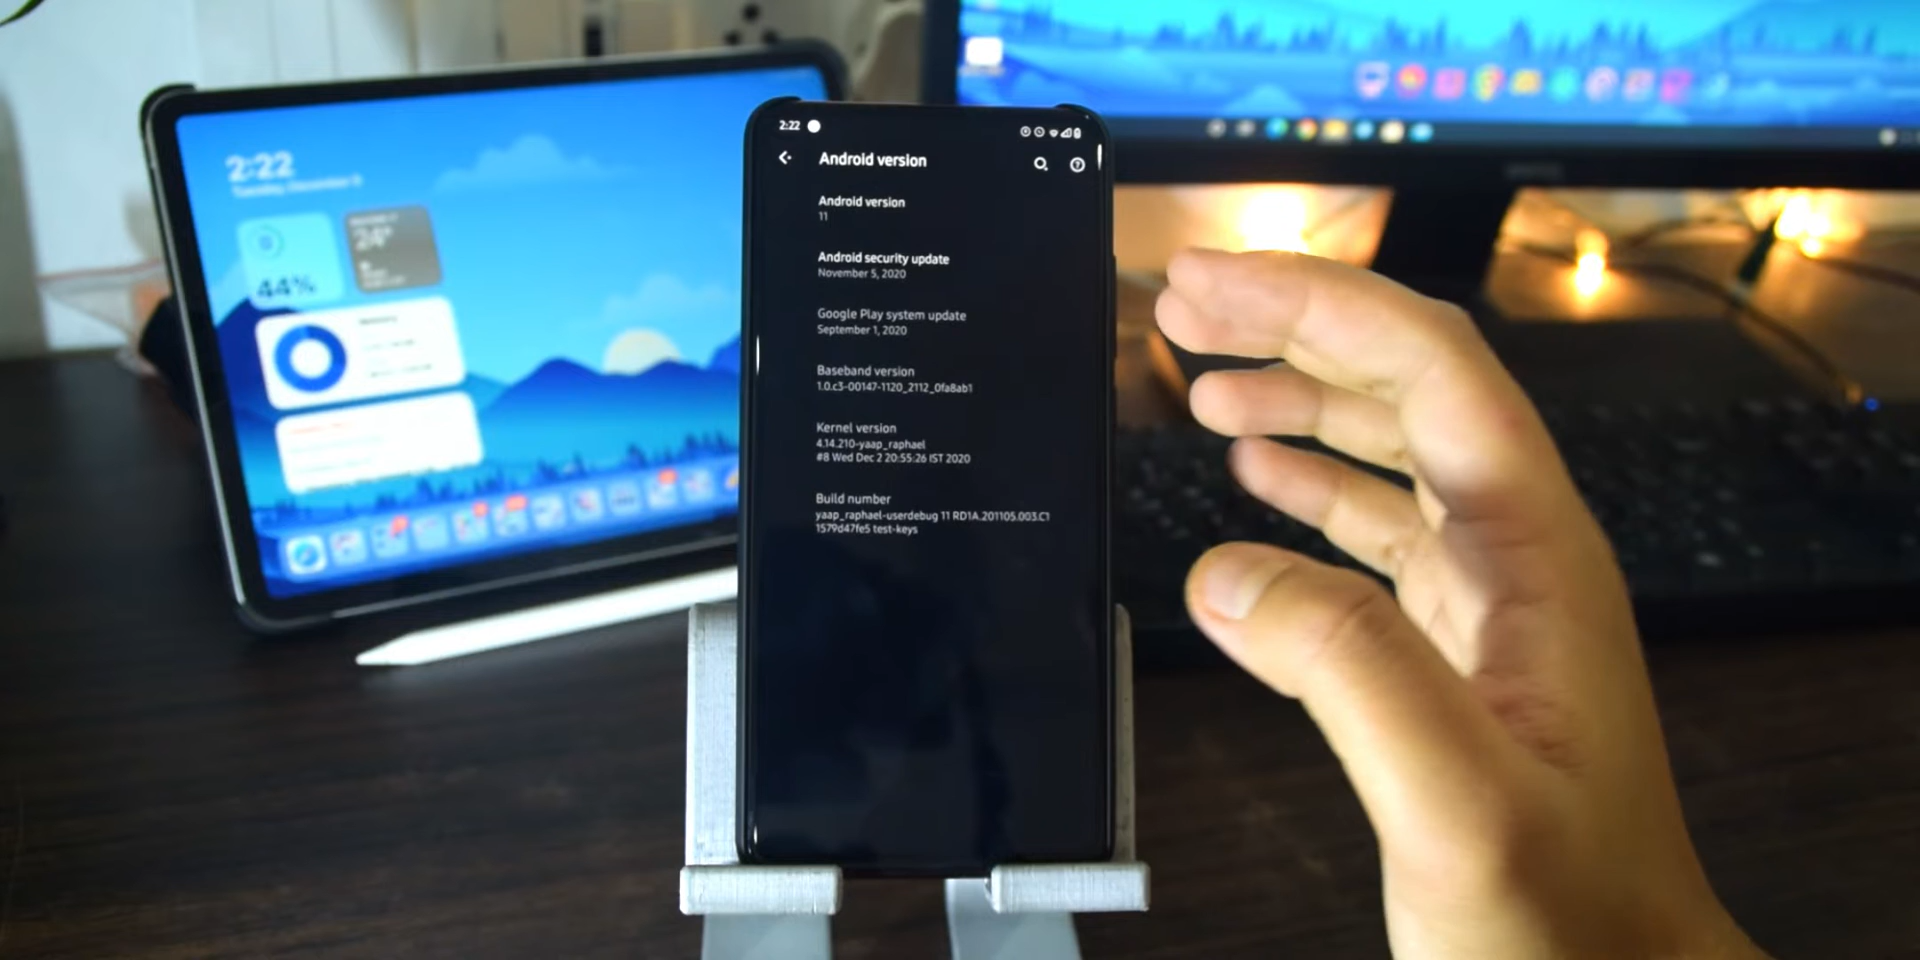 2:22
44%
24°
2:22
Android version
Android version
11
Android security update
November 5, 2020
Google Play system update
September 1, 2020
Baseband version
1.0.c3-00147-1120_2112_0fa8ab1
Kernel version
4.14.210-yaap_raphael
#8 Wed Dec 2 20:55:26 IST 2020
Build number
yaap_raphael-userdebug 11 RD1A.201105.003.C1
1579d47fe5 test-keys